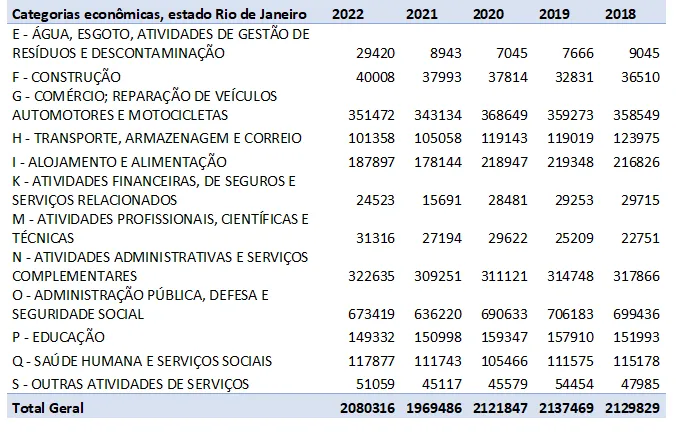 Categorias econômicas, estado Rio de Janeiro 2022 2021 2020 2019 2018
E - ÁGUA, ESGOTO, ATIVIDADES DE GESTÃO DE
RESÍDUOS E DESCONTAMINAÇÃO 29420 8943 7045 7666 9045
F - CONSTRUÇÃO 40008 37993 37814 32831 36510
G - COMÉRCIO; REPARAÇÃO DE VEÍCULOS
AUTOMOTORES E MOTOCICLETAS 351472 343134 368649 359273 358549
H - TRANSPORTE, ARMAZENAGEM E CORREIO 101358 105058 119143 119019 123975
I - ALOJAMENTO E ALIMENTAÇÃO 187897 178144 218947 219348 216826
K - ATIVIDADES FINANCEIRAS, DE SEGUROS E
SERVIÇOS RELACIONADOS 24523 15691 28481 29253 29715
M - ATIVIDADES PROFISSIONAIS, CIENTÍFICAS E
TÉCNICAS 31316 27194 29622 25209 22751
N - ATIVIDADES ADMINISTRATIVAS E SERVIÇOS
COMPLEMENTARES 322635 309251 311121 314748 317866
O - ADMINISTRAÇÃO PÚBLICA, DEFESA E
SEGURIDADE SOCIAL 673419 636220 690633 706183 699436
P - EDUCAÇÃO 149332 150998 159347 157910 151993
Q - SAÚDE HUMANA E SERVIÇOS SOCIAIS 117877 111743 105466 111575 115178
S - OUTRAS ATIVIDADES DE SERVIÇOS 51059 45117 45579 54454 47985
Total Geral 2080316 1969486 2121847 2137469 2129829